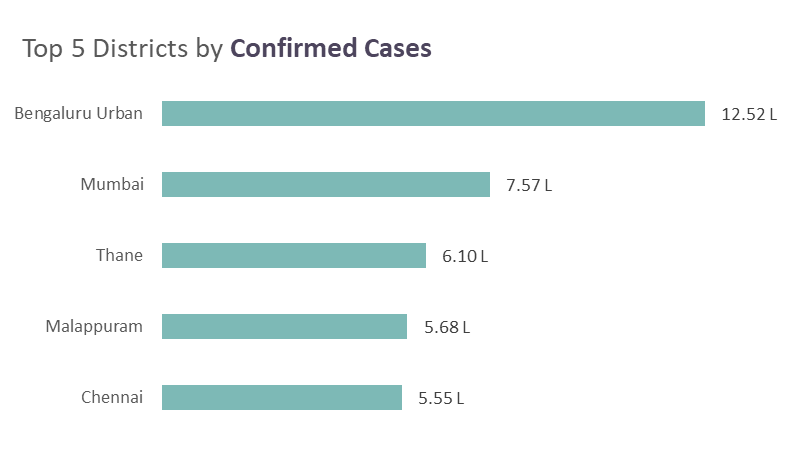 Top 5 Districts by Confirmed Cases
Bengaluru Urban 12.52 L
Mumbai 7.57 L
Thane 6.10 L
Malappuram 5.68 L
Chennai 5.55 L